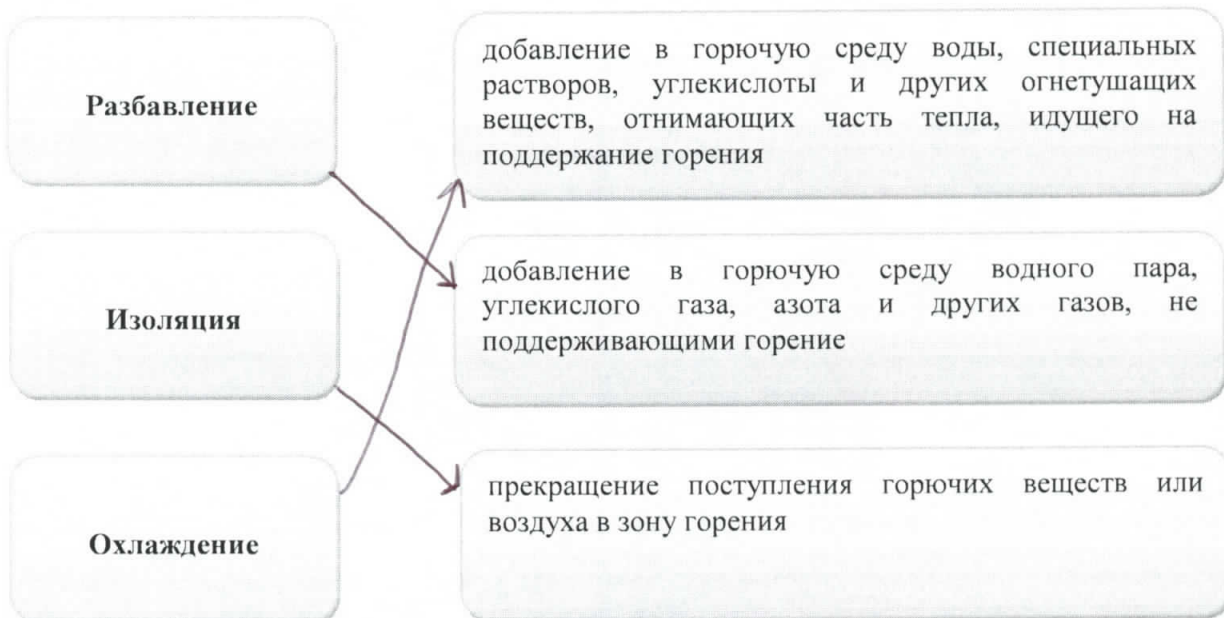 Разбавление
добавление в горючую среду воды, специальных
растворов, углекислоты и других огнетушащих
веществ, отнимающих часть тепла, идущего на
поддержание горения
Изоляция
добавление в горючую среду водного пара,
углекислого газа, азота и других газов, не
поддерживающими горение
Охлаждение
прекращение поступления горючих веществ или
воздуха в зону горения